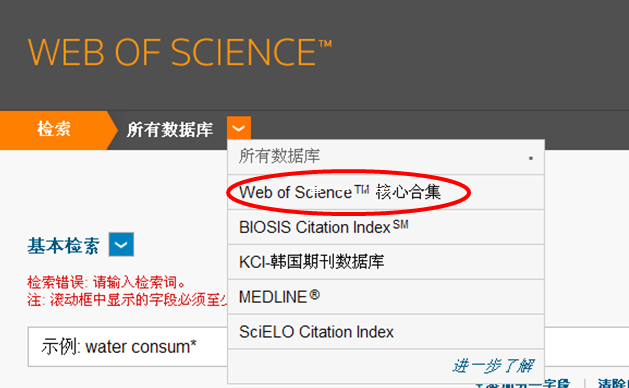 WEB OF SCIENCE™
检索 所有数据库
所有数据库
Web of Science™ 核心合集
BIOSIS Citation Index℠
KCI-韩国期刊数据库
MEDLINE®
SciELO Citation Index
进一步了解
基本检索
检索错误: 请输入检索词。
注: 滚动框中显示的字段必须至少
示例: water consum*